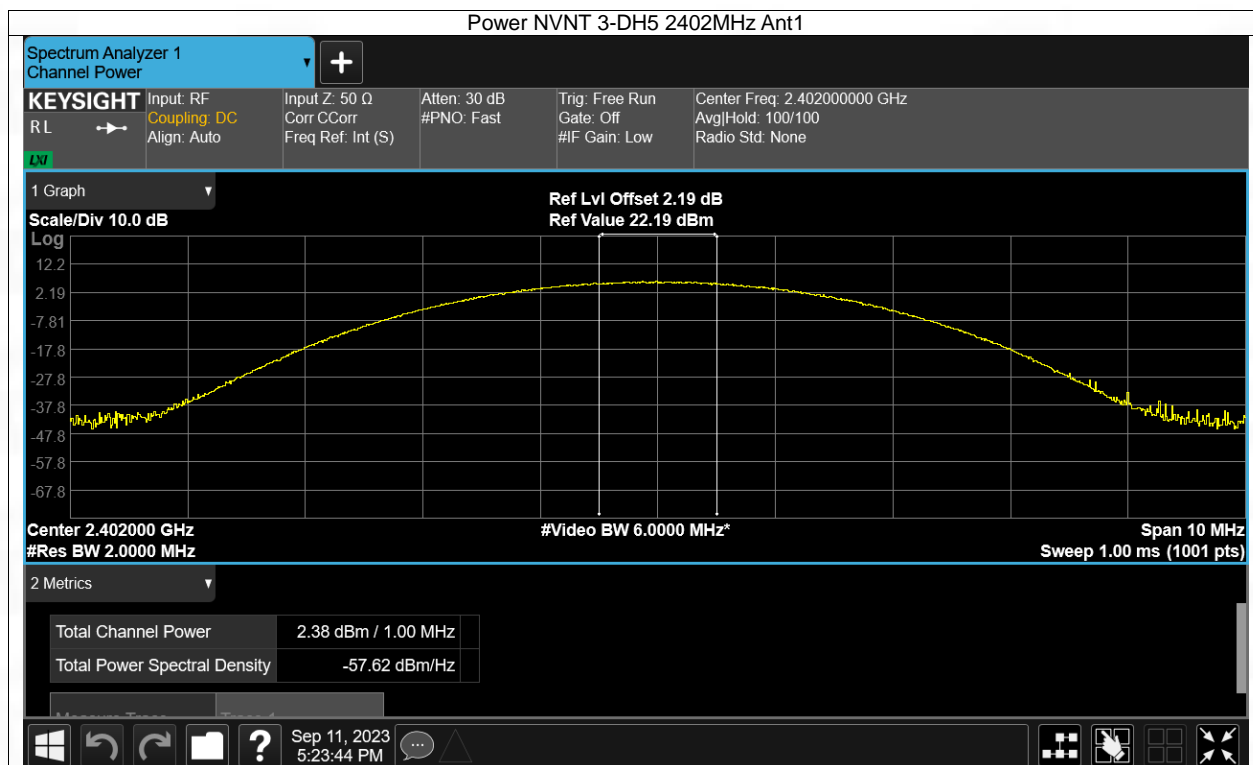 Power NVNT 3-DH5 2402MHz Ant1
Spectrum Analyzer 1
Channel Power
+
KEYSIGHT
RL
LXI
Input: RF
Coupling: DC
Align: Auto
Input Z: 50 Ω
Corr CCorr
Freq Ref: Int (S)
Atten: 30 dB
#PNO: Fast
Trig: Free Run
Gate: Off
#IF Gain: Low
Center Freq: 2.402000000 GHz
Avg|Hold: 100/100
Radio Std: None
1 Graph
Scale/Div 10.0 dB
Ref Lvl Offset 2.19 dB
Ref Value 22.19 dBm
Log
12.2
2.19
-7.81
-17.8
-27.8
-37.8
-47.8
-57.8
-67.8
Center 2.402000 GHz
#Res BW 2.0000 MHz
#Video BW 6.0000 MHz*
Span 10 MHz
Sweep 1.00 ms (1001 pts)
2 Metrics
Total Channel Power 2.38 dBm / 1.00 MHz
Total Power Spectral Density -57.62 dBm/Hz
?
Sep 11, 2023
5:23:44 PM